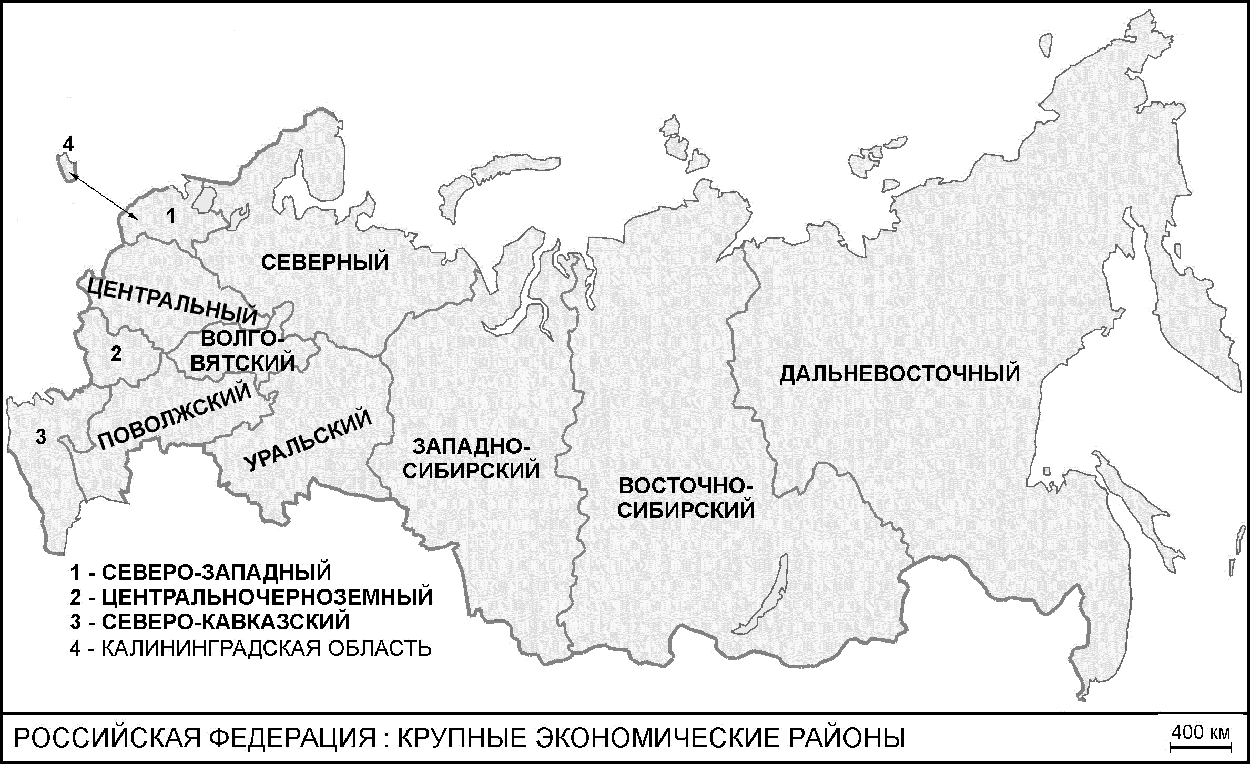 4
1
СЕВЕРНЫЙ
ЦЕНТРАЛЬНЫЙ
ВОЛГО-
ВЯТСКИЙ
2
ДАЛЬНЕВОСТОЧНЫЙ
ПОВОЛЖСКИЙ
3
УРАЛЬСКИЙ
ЗАПАДНО-
СИБИРСКИЙ
ВОСТОЧНО-
СИБИРСКИЙ
1 - СЕВЕРО-ЗАПАДНЫЙ
2 - ЦЕНТРАЛЬНОЧЕРНОЗЕМНЫЙ
3 - СЕВЕРО-КАВКАЗСКИЙ
4 - КАЛИНИНГРАДСКАЯ ОБЛАСТЬ
РОССИЙСКАЯ ФЕДЕРАЦИЯ : КРУПНЫЕ ЭКОНОМИЧЕСКИЕ РАЙОНЫ
400 км